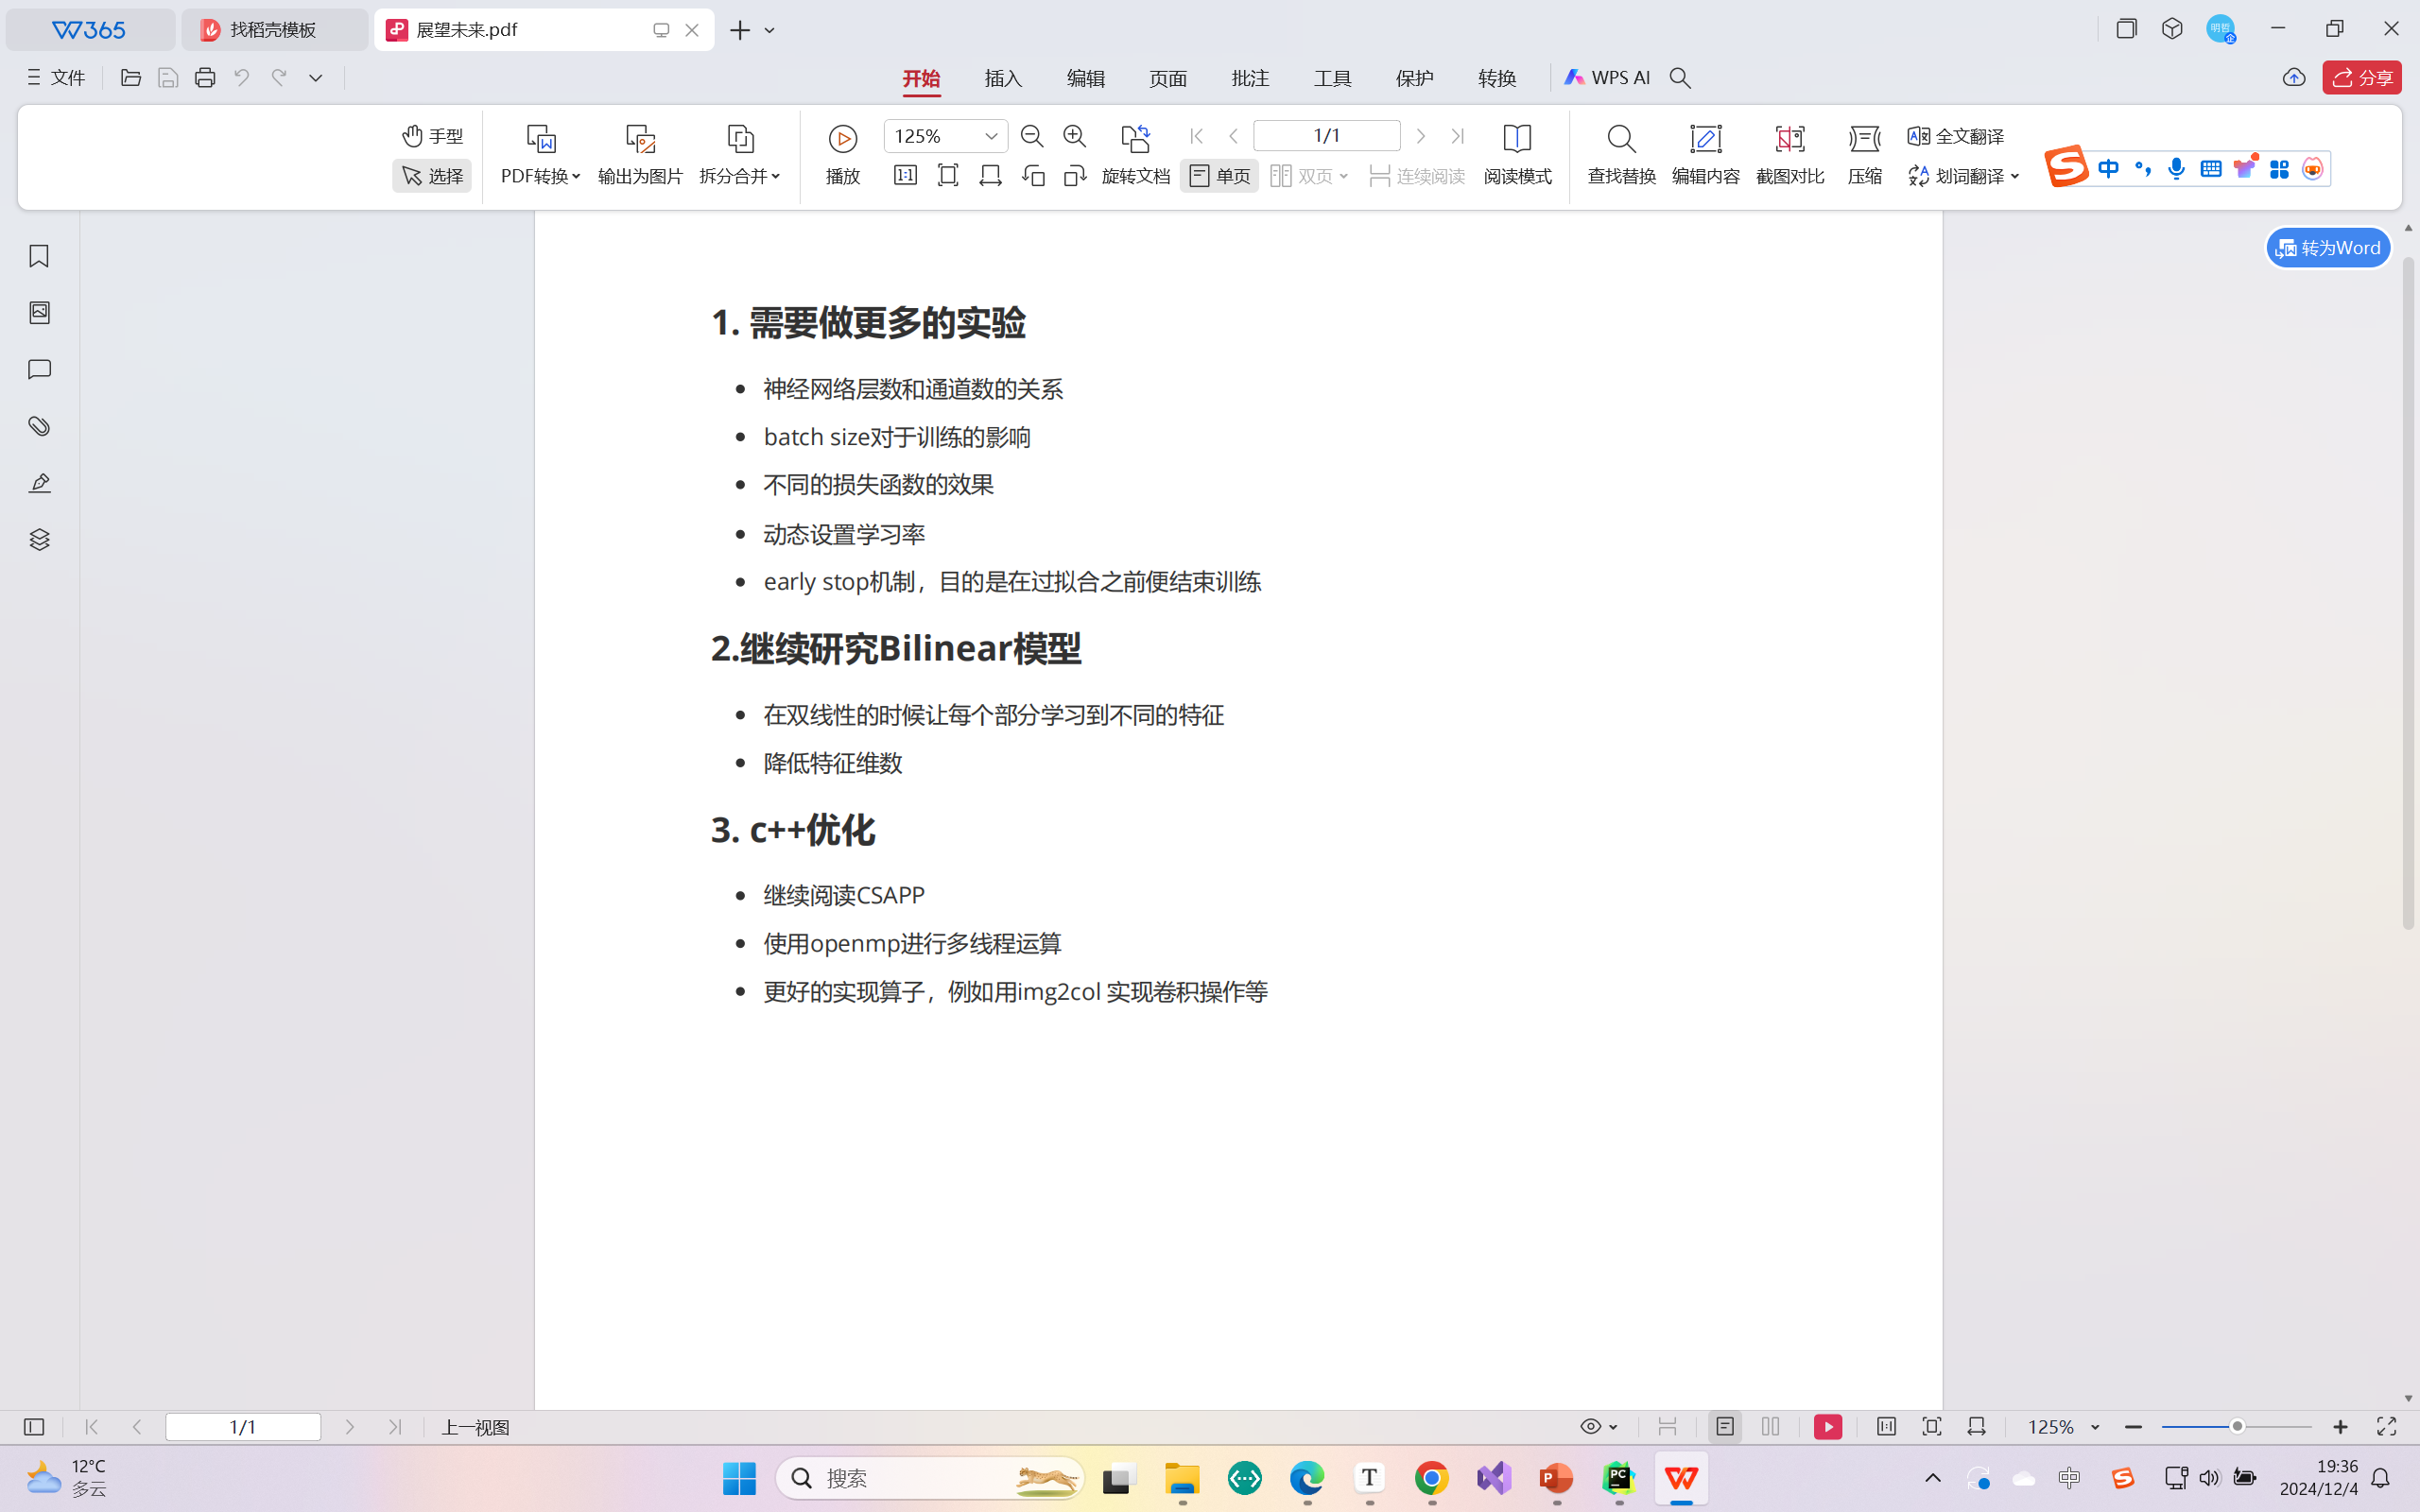 W365
找稻壳模板
展望未来.pdf
明哲
文件
开始
插入
编辑
页面
批注
工具
保护
转换
WPS AI
分享
手型
选择
PDF转换
输出为图片
拆分合并
播放
125%
1/1
旋转文档
单页
双页
连续阅读
阅读模式
查找替换
编辑内容
截图对比
压缩
全文翻译
划词翻译
中
转为Word
1. 需要做更多的实验
• 神经网络层数和通道数的关系
• batch size对于训练的影响
• 不同的损失函数的效果
• 动态设置学习率
• early stop机制，目的是在过拟合之前便结束训练
2.继续研究Bilinear模型
• 在双线性的时候让每个部分学习到不同的特征
• 降低特征维数
3. c++优化
• 继续阅读CSAPP
• 使用openmp进行多线程运算
• 更好的实现算子，例如用img2col 实现卷积操作等
1/1
上一视图
125%
12°C
多云
搜索
中
19:36
2024/12/4